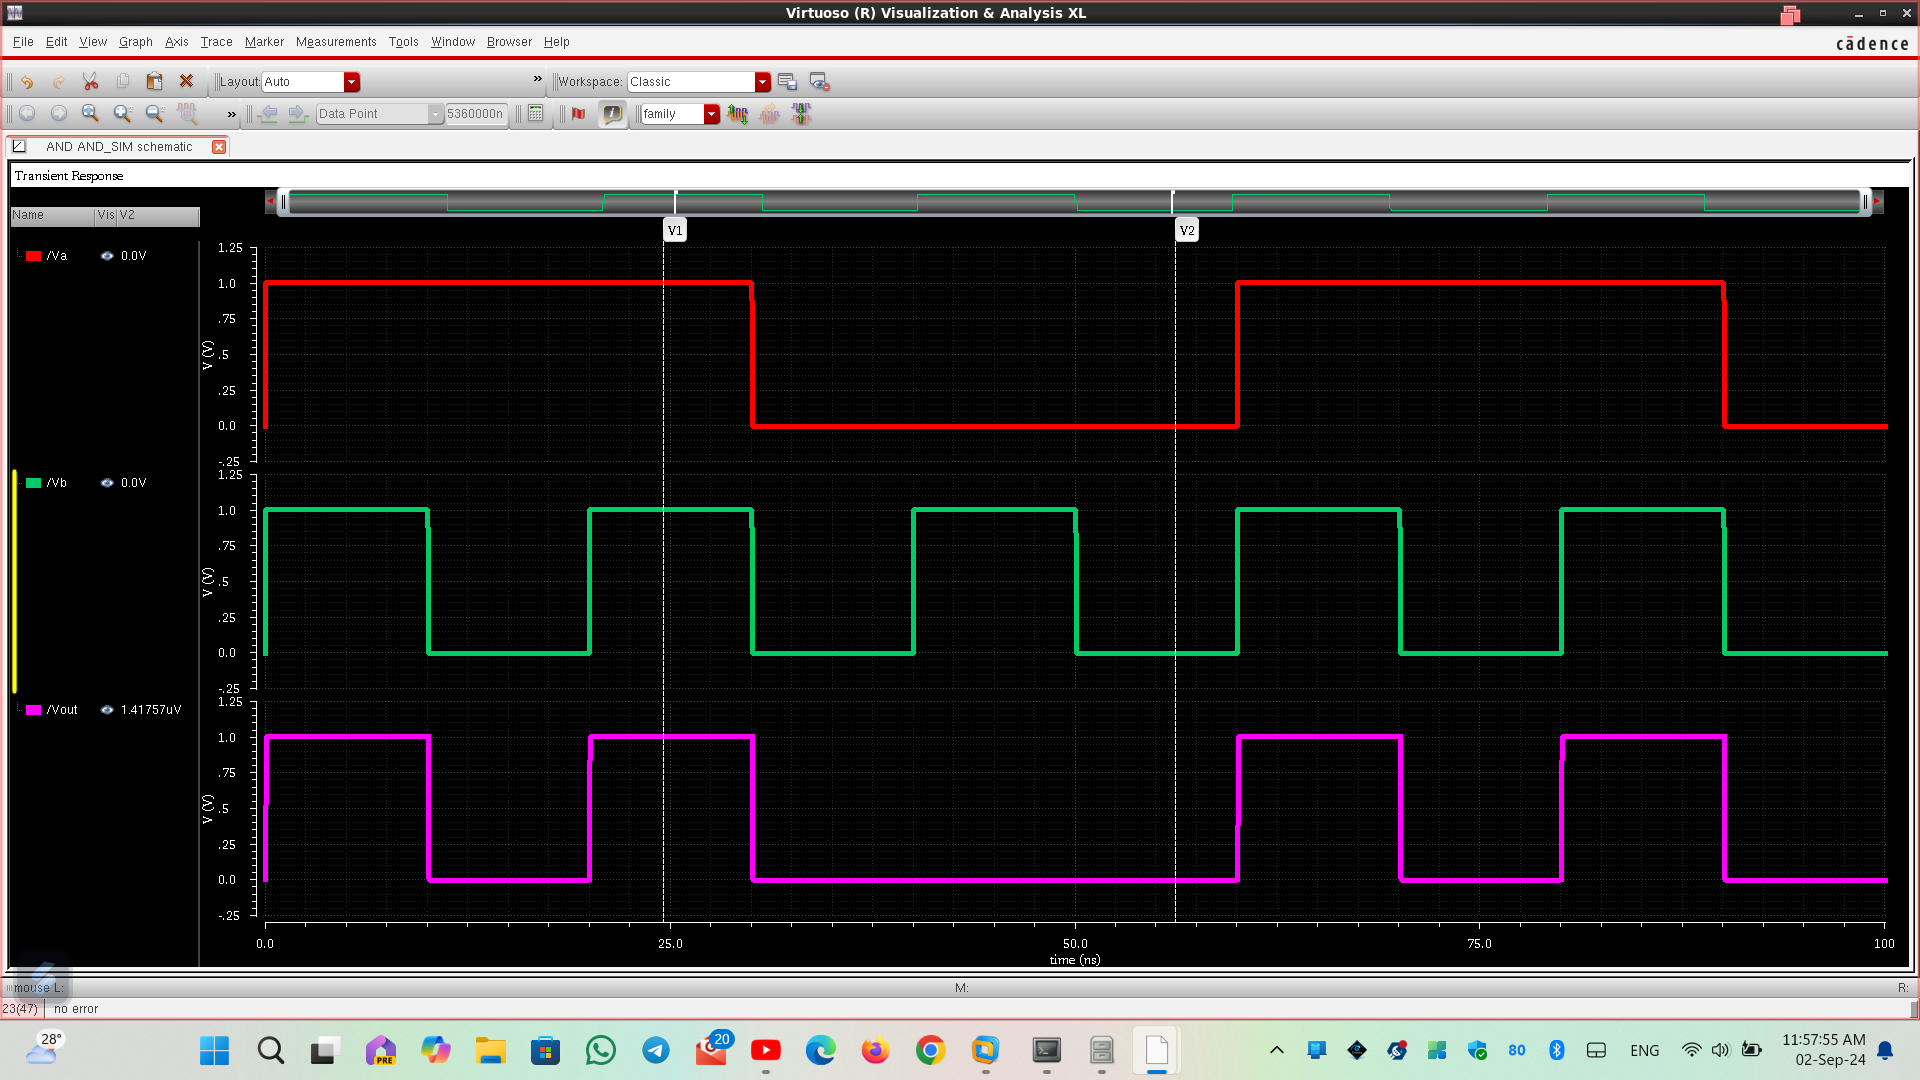 Virtuoso (R) Visualization & Analysis XL
File Edit View Graph Axis Trace Marker Measurements Tools Window Browser Help
cādence
Layout: Auto
»
Workspace: Classic
»
Data Point
5360000n
family
AND AND_SIM schematic
Transient Response
Name Vis V2
V1 V2
/Va 0.0V
1.25
1.0
.75
.5
.25
0.0
-.25
V (V)
/Vb 0.0V
1.25
1.0
.75
.5
.25
0.0
-.25
V (V)
/Vout 1.41757uV
1.25
1.0
.75
.5
.25
0.0
-.25
V (V)
0.0 25.0 50.0 75.0 100
time (ns)
mouse L: M: R:
23(47) no error
28°
PRE
20
80
ENG
11:57:55 AM
02-Sep-24